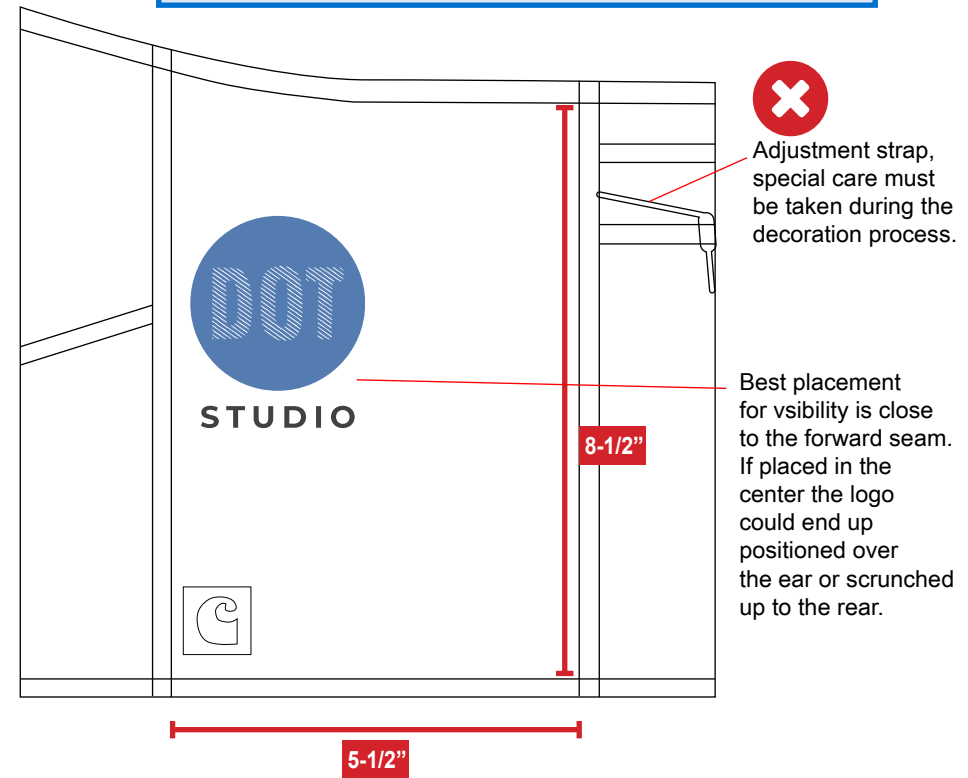 Adjustment strap,
special care must
be taken during the
decoration process.
DOT
STUDIO
Best placement
for vsibility is close
to the forward seam.
If placed in the
center the logo
could end up
positioned over
the ear or scrunched
up to the rear.
8-1/2”
C
5-1/2”